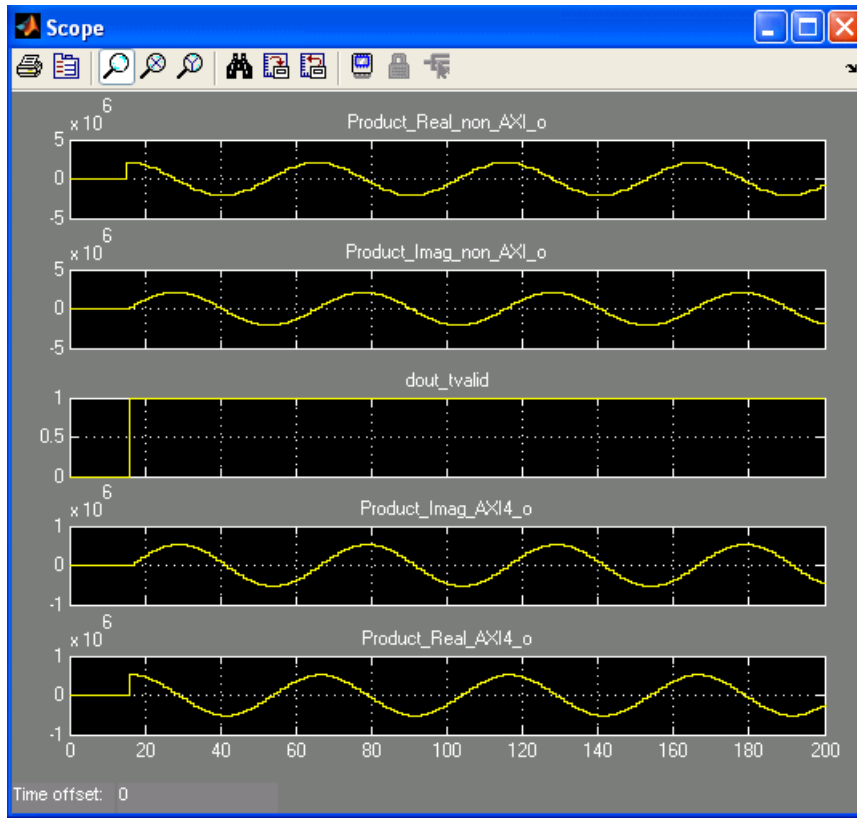 Scope
x 10 6
Product_Real_non_AXI_o
5
0
-5
x 10 6
Product_Imag_non_AXI_o
5
0
-5
dout_tvalid
1
0.5
0
x 10 6
Product_Imag_AXI4_o
1
0
-1
x 10 6
Product_Real_AXI4_o
1
0
-1
0 20 40 60 80 100 120 140 160 180 200
Time offset: 0